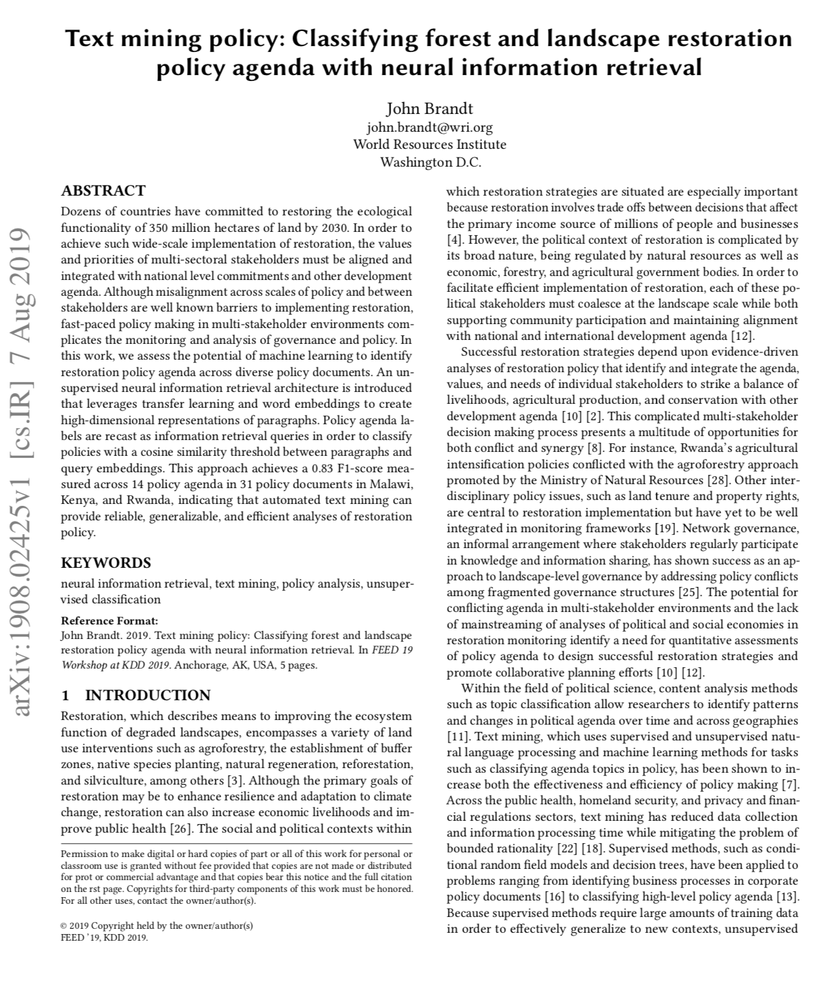 Text mining policy: Classifying forest and landscape restoration
policy agenda with neural information retrieval
John Brandt
john.brandt@wri.org
World Resources Institute
Washington D.C.
arXiv:1908.02425v1 [cs.IR] 7 Aug 2019
ABSTRACT
Dozens of countries have committed to restoring the ecological
functionality of 350 million hectares of land by 2030. In order to
achieve such wide-scale implementation of restoration, the values
and priorities of multi-sectoral stakeholders must be aligned and
integrated with national level commitments and other development
agenda. Although misalignment across scales of policy and between
stakeholders are well known barriers to implementing restoration,
fast-paced policy making in multi-stakeholder environments com-
plicates the monitoring and analysis of governance and policy. In
this work, we assess the potential of machine learning to identify
restoration policy agenda across diverse policy documents. An un-
supervised neural information retrieval architecture is introduced
that leverages transfer learning and word embeddings to create
high-dimensional representations of paragraphs. Policy agenda la-
bels are recast as information retrieval queries in order to classify
policies with a cosine similarity threshold between paragraphs and
query embeddings. This approach achieves a 0.83 F1-score mea-
sured across 14 policy agenda in 31 policy documents in Malawi,
Kenya, and Rwanda, indicating that automated text mining can
provide reliable, generalizable, and efficient analyses of restoration
policy.
KEYWORDS
neural information retrieval, text mining, policy analysis, unsuper-
vised classification
Reference Format:
John Brandt. 2019. Text mining policy: Classifying forest and landscape
restoration policy agenda with neural information retrieval. In FEED 19
Workshop at KDD 2019. Anchorage, AK, USA, 5 pages.
1 INTRODUCTION
Restoration, which describes means to improving the ecosystem
function of degraded landscapes, encompasses a variety of land
use interventions such as agroforestry, the establishment of buffer
zones, native species planting, natural regeneration, reforestation,
and silviculture, among others [3]. Although the primary goals of
restoration may be to enhance resilience and adaptation to climate
change, restoration can also increase economic livelihoods and im-
prove public health [26]. The social and political contexts within
Permission to make digital or hard copies of part or all of this work for personal or
classroom use is granted without fee provided that copies are not made or distributed
for prot or commercial advantage and that copies bear this notice and the full citation
on the rst page. Copyrights for third-party components of this work must be honored.
For all other uses, contact the owner/author(s).
© 2019 Copyright held by the owner/author(s)
FEED '19, KDD 2019.
which restoration strategies are situated are especially important
because restoration involves trade offs between decisions that affect
the primary income source of millions of people and businesses
[4]. However, the political context of restoration is complicated by
its broad nature, being regulated by natural resources as well as
economic, forestry, and agricultural government bodies. In order to
facilitate efficient implementation of restoration, each of these po-
litical stakeholders must coalesce at the landscape scale while both
supporting community participation and maintaining alignment
with national and international development agenda [12].
Successful restoration strategies depend upon evidence-driven
analyses of restoration policy that identify and integrate the agenda,
values, and needs of individual stakeholders to strike a balance of
livelihoods, agricultural production, and conservation with other
development agenda [10] [2]. This complicated multi-stakeholder
decision making process presents a multitude of opportunities for
both conflict and synergy [8]. For instance, Rwanda's agricultural
intensification policies conflicted with the agroforestry approach
promoted by the Ministry of Natural Resources [28]. Other inter-
disciplinary policy issues, such as land tenure and property rights,
are central to restoration implementation but have yet to be well
integrated in monitoring frameworks [19]. Network governance,
an informal arrangement where stakeholders regularly participate
in knowledge and information sharing, has shown success as an ap-
proach to landscape-level governance by addressing policy conflicts
among fragmented governance structures [25]. The potential for
conflicting agenda in multi-stakeholder environments and the lack
of mainstreaming of analyses of political and social economies in
restoration monitoring identify a need for quantitative assessments
of policy agenda to design successful restoration strategies and
promote collaborative planning efforts [10] [12].
Within the field of political science, content analysis methods
such as topic classification allow researchers to identify patterns
and changes in political agenda over time and across geographies
[11]. Text mining, which uses supervised and unsupervised natu-
ral language processing and machine learning methods for tasks
such as classifying agenda topics in policy, has been shown to in-
crease both the effectiveness and efficiency of policy making [7].
Across the public health, homeland security, and privacy and finan-
cial regulations sectors, text mining has reduced data collection
and information processing time while mitigating the problem of
bounded rationality [22] [18]. Supervised methods, such as condi-
tional random field models and decision trees, have been applied to
problems ranging from identifying business processes in corporate
policy documents [16] to classifying high-level policy agenda [13].
Because supervised methods require large amounts of training data
in order to effectively generalize to new contexts, unsupervised